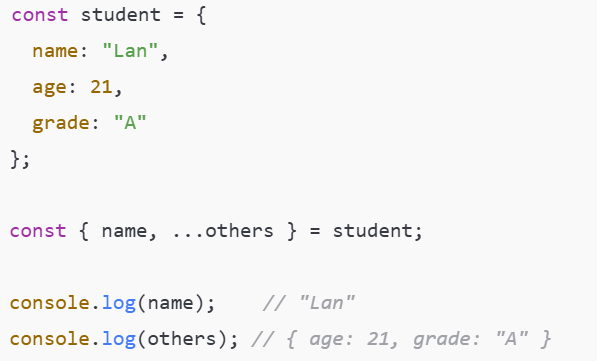 const student = {
  name: "Lan",
  age: 21,
  grade: "A"
};
const { name, ...others } = student;
console.log(name);    // "Lan"
console.log(others); // { age: 21, grade: "A" }